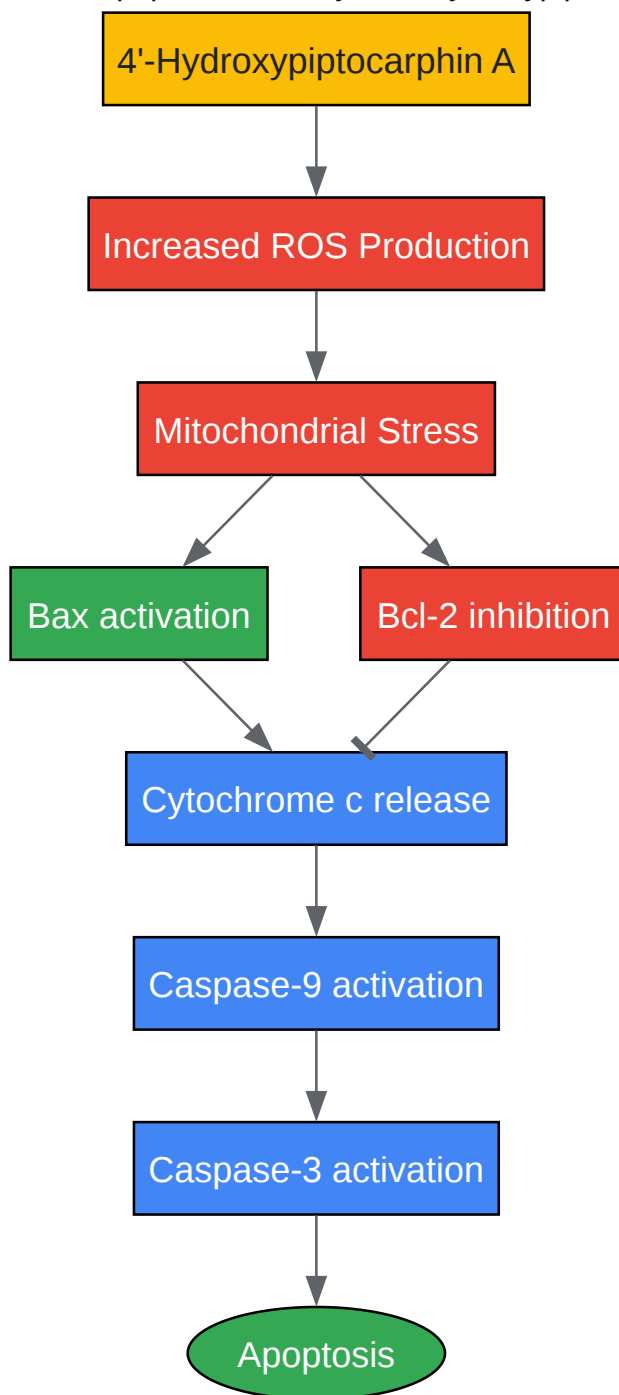 4'-Hydroxypiptocarphin A
Increased ROS Production
Mitochondrial Stress
Bax activation
Bcl-2 inhibition
Cytochrome c release
Caspase-9 activation
Caspase-3 activation
Apoptosis